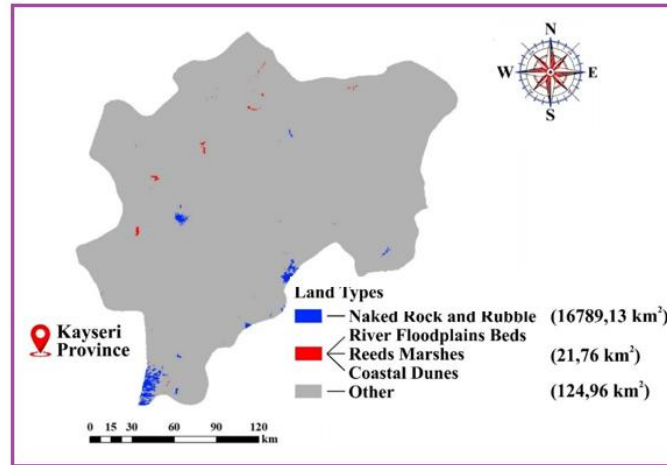 N
W E
S
Land Types
Naked Rock and Rubble (16789,13 km²)
River Floodplains Beds
Reeds Marshes (21,76 km²)
Coastal Dunes
Other (124,96 km²)
Kayseri
Province
0 15 30 60 90 120
km